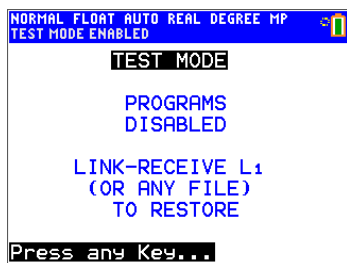 NORMAL FLOAT AUTO REAL DEGREE MP
TEST MODE ENABLED
TEST MODE
PROGRAMS
DISABLED
LINK-RECEIVE L₁
(OR ANY FILE)
TO RESTORE
Press any Key...